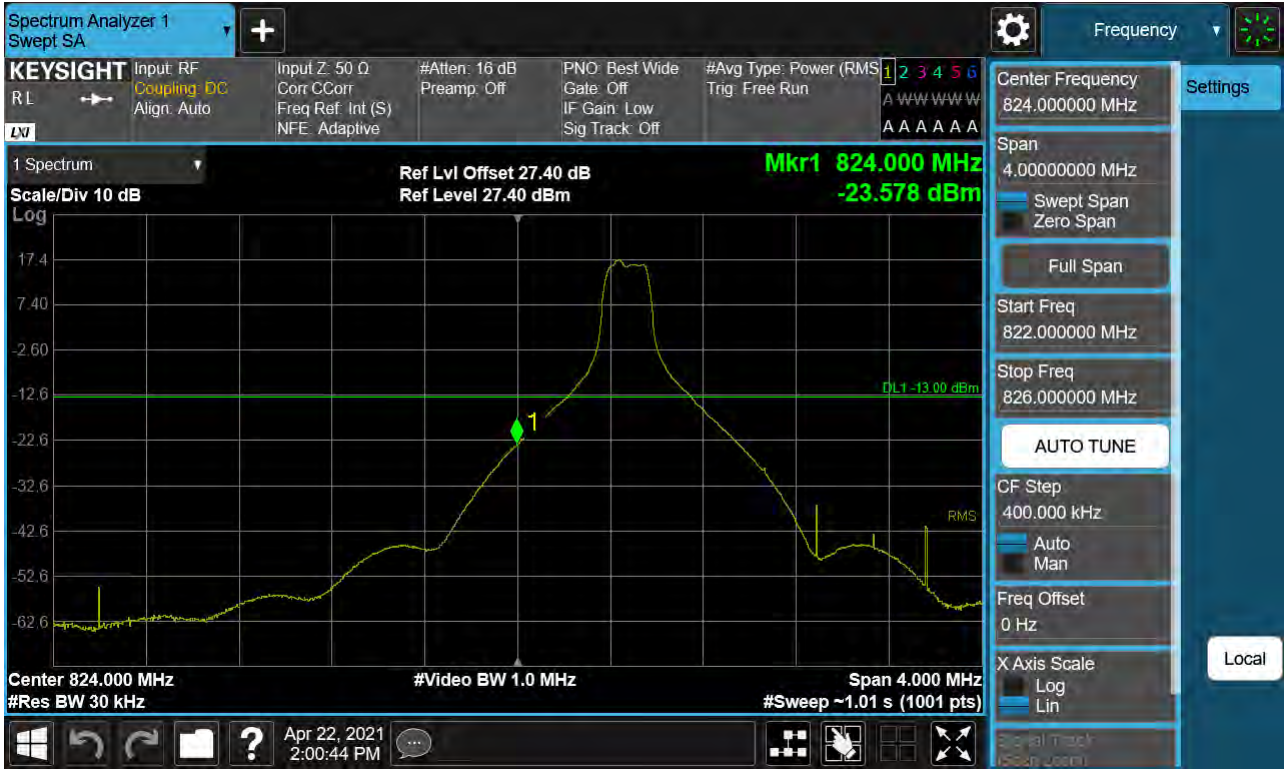 Spectrum Analyzer 1
Swept SA
+
Frequency
KEYSIGHT
R L
LXI
Input: RF
Coupling: DC
Align: Auto
Input Z: 50 Ω
Corr CCorr
Freq Ref: Int (S)
NFE: Adaptive
#Atten: 16 dB
Preamp: Off
PNO: Best Wide
Gate: Off
IF Gain: Low
Sig Track: Off
#Avg Type: Power (RMS
Trig: Free Run
1 2 3 4 5 6
A W W W W W
A A A A A A
1 Spectrum
Scale/Div 10 dB
Log
Ref Lvl Offset 27.40 dB
Ref Level 27.40 dBm
Mkr1 824.000 MHz
-23.578 dBm
17.4
7.40
-2.60
-12.6
-22.6
-32.6
-42.6
-52.6
-62.6
DL1 -13.00 dBm
1
RMS
Center 824.000 MHz
#Res BW 30 kHz
#Video BW 1.0 MHz
Span 4.000 MHz
#Sweep ~1.01 s (1001 pts)
Center Frequency
824.000000 MHz
Settings
Span
4.00000000 MHz
Swept Span
Zero Span
Full Span
Start Freq
822.000000 MHz
Stop Freq
826.000000 MHz
AUTO TUNE
CF Step
400.000 kHz
Auto
Man
Freq Offset
0 Hz
X Axis Scale
Log
Lin
Signal Track
(Span Zoom)
Local
?
Apr 22, 2021
2:00:44 PM